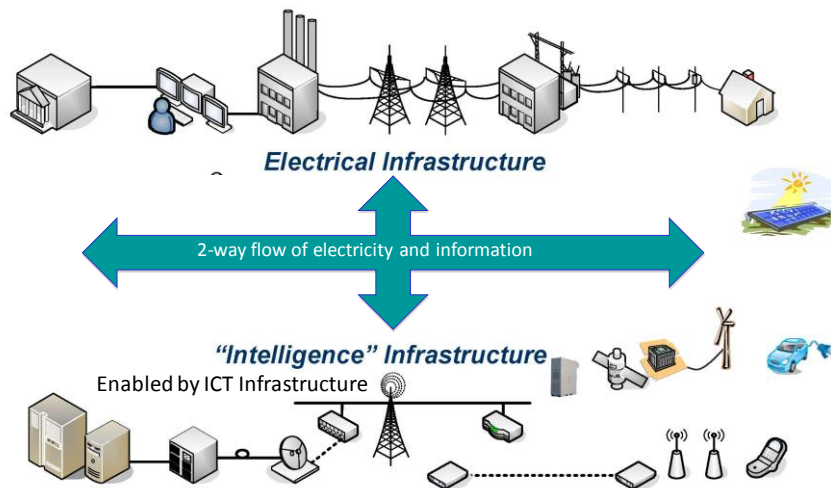 Electrical Infrastructure
2-way flow of electricity and information
“Intelligence” Infrastructure
Enabled by ICT Infrastructure